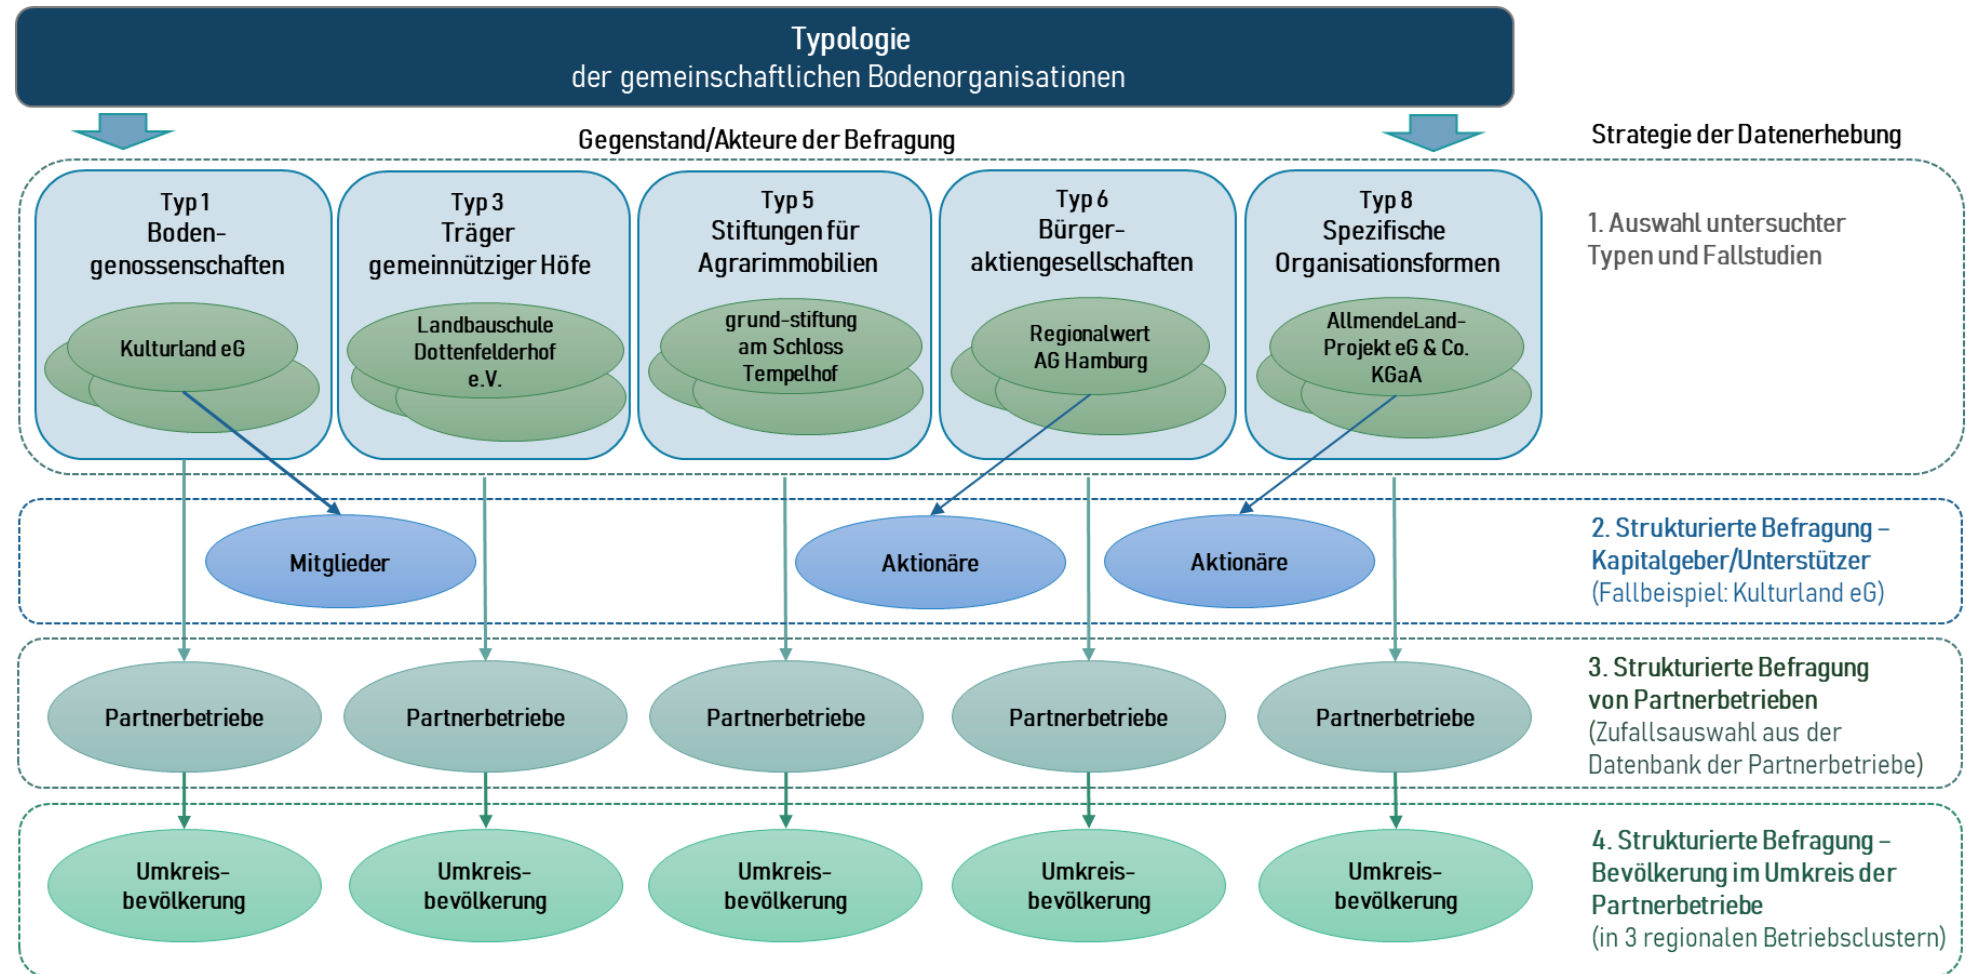 Typologie
der gemeinschaftlichen Bodenorganisationen
Gegenstand/Akteure der Befragung
Strategie der Datenerhebung
Typ 1
Boden-
genossenschaften
Kulturland eG
Typ 3
Träger
gemeinnütziger Höfe
Landbauschule
Dottenfelderhof
e.V.
Typ 5
Stiftungen für
Agrarimmobilien
grund-stiftung
am Schloss
Tempelhof
Typ 6
Bürger-
aktiengesellschaften
Regionalwert
AG Hamburg
Typ 8
Spezifische
Organisationsformen
AllmendeLand-
Projekt eG & Co.
KGaA
1. Auswahl untersuchter
Typen und Fallstudien
Mitglieder
Aktionäre
Aktionäre
2. Strukturierte Befragung –
Kapitalgeber/Unterstützer
(Fallbeispiel: Kulturland eG)
Partnerbetriebe
Partnerbetriebe
Partnerbetriebe
Partnerbetriebe
Partnerbetriebe
3. Strukturierte Befragung
von Partnerbetrieben
(Zufallsauswahl aus der
Datenbank der Partnerbetriebe)
Umkreis-
bevölkerung
Umkreis-
bevölkerung
Umkreis-
bevölkerung
Umkreis-
bevölkerung
Umkreis-
bevölkerung
4. Strukturierte Befragung –
Bevölkerung im Umkreis der
Partnerbetriebe
(in 3 regionalen Betriebsclustern)